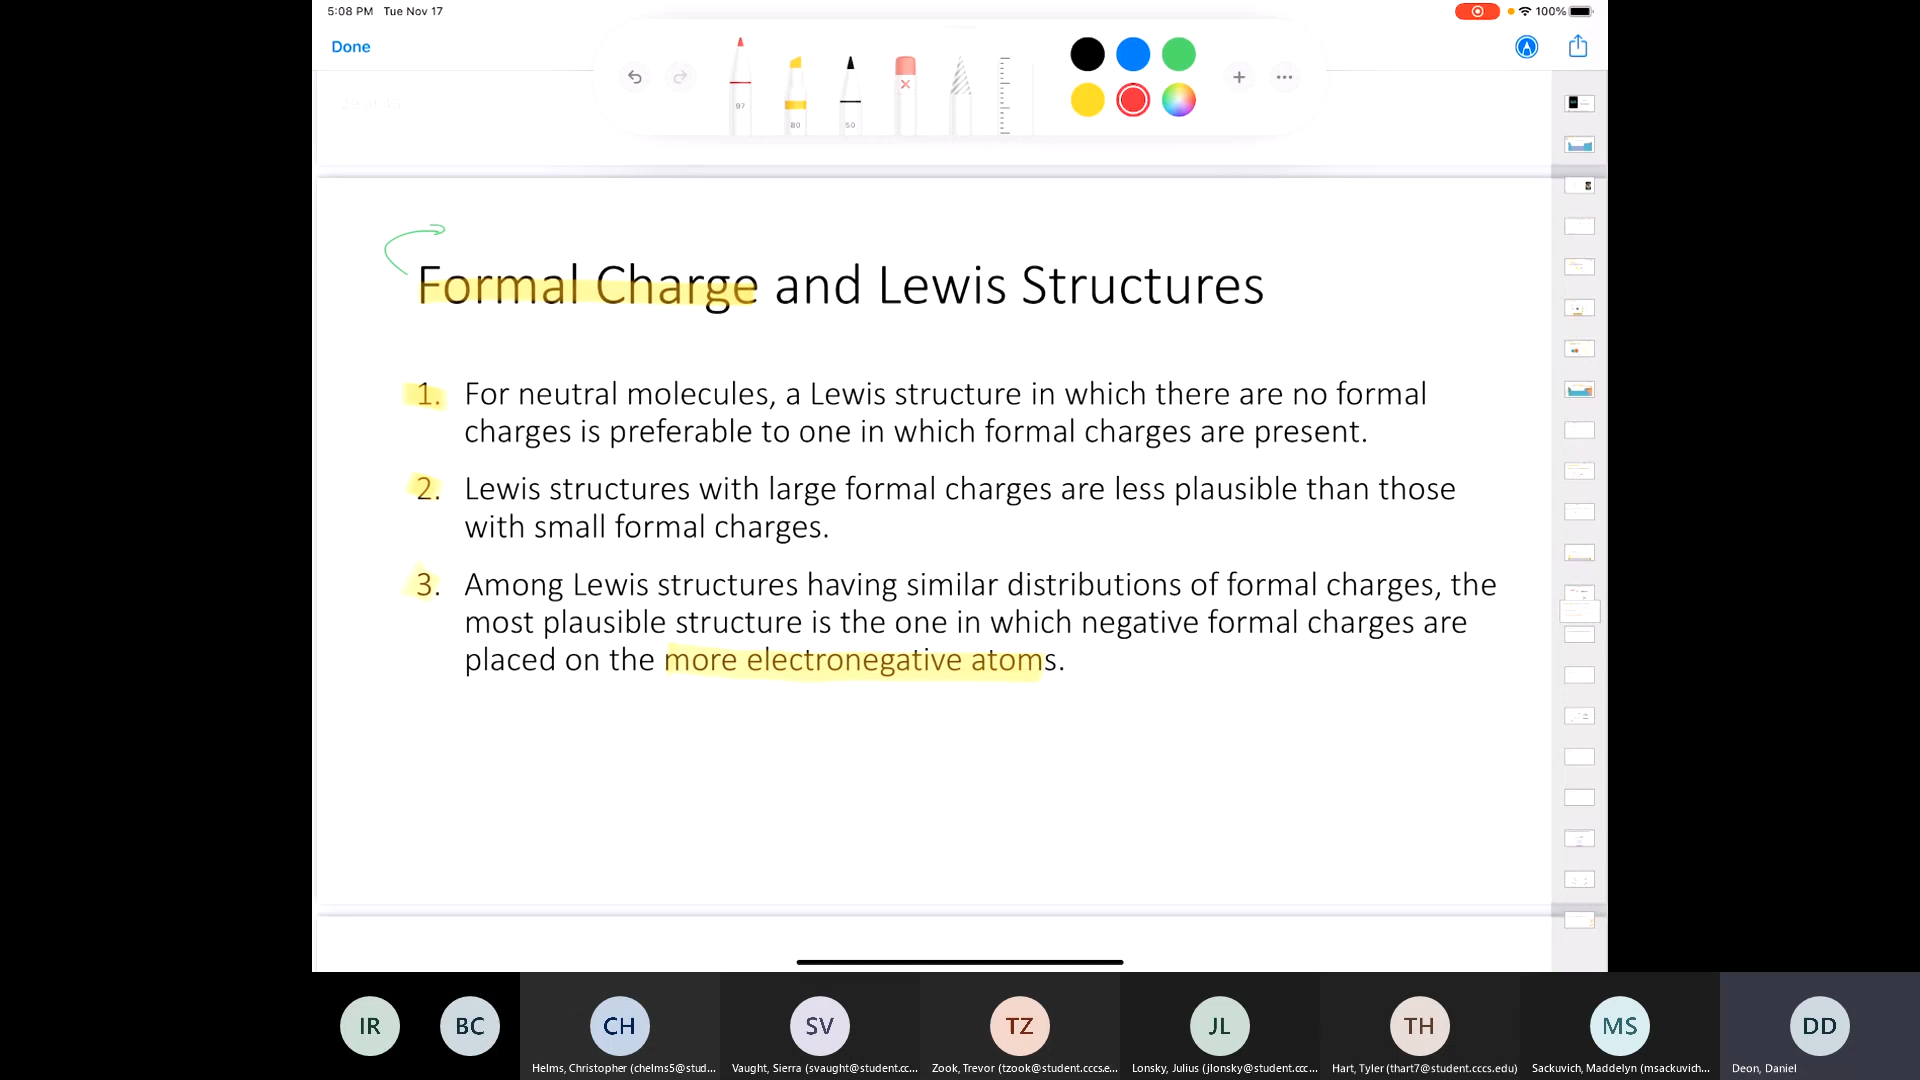 5:08 PM Tue Nov 17
100%
Done
97
80
50
Formal Charge and Lewis Structures
1. For neutral molecules, a Lewis structure in which there are no formal
charges is preferable to one in which formal charges are present.
2. Lewis structures with large formal charges are less plausible than those
with small formal charges.
3. Among Lewis structures having similar distributions of formal charges, the
most plausible structure is the one in which negative formal charges are
placed on the more electronegative atoms.
IR BC CH SV TZ JL TH MS DD
Helms, Christopher (chelms5@stud... Vaught, Sierra (svaught@student.cc... Zook, Trevor (tzook@student.cccs.e... Lonsky, Julius (jlonsky@student.ccc... Hart, Tyler (thart7@student.cccs.edu) Sackuvich, Maddelyn (msackuvich... Deon, Daniel